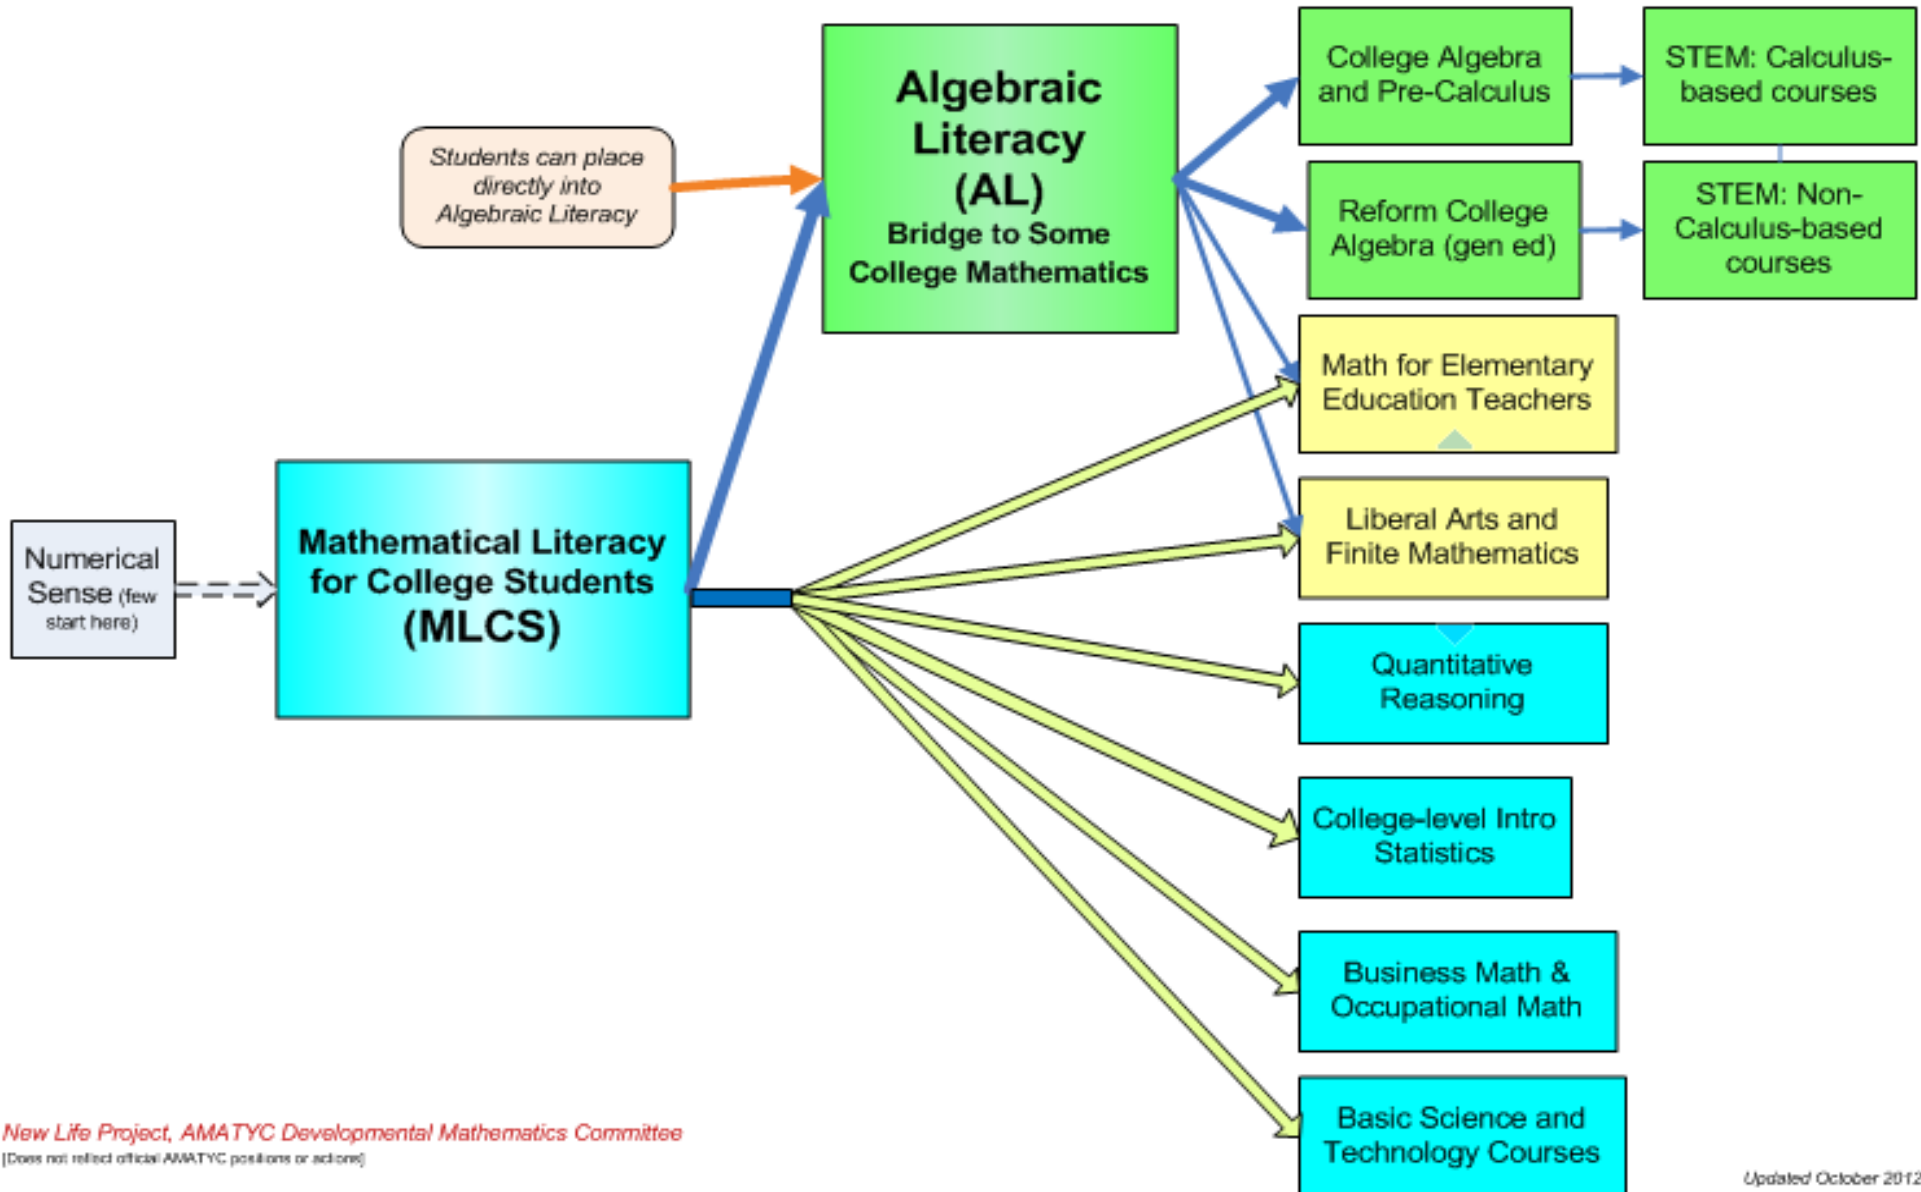 College Algebra
and Pre-Calculus
STEM: Calculus-
based courses
Algebraic
Literacy
(AL)
Bridge to Some
College Mathematics
Students can place
directly into
Algebraic Literacy
Reform College
Algebra (gen ed)
STEM: Non-
Calculus-based
courses
Math for Elementary
Education Teachers
Numerical
Sense (few
start here)
Mathematical Literacy
for College Students
(MLCS)
Liberal Arts and
Finite Mathematics
Quantitative
Reasoning
College-level Intro
Statistics
Business Math &
Occupational Math
Basic Science and
Technology Courses
New Life Project, AMATYC Developmental Mathematics Committee
[Does not reflect official AMATYC positions or actions]
Updated October 2012